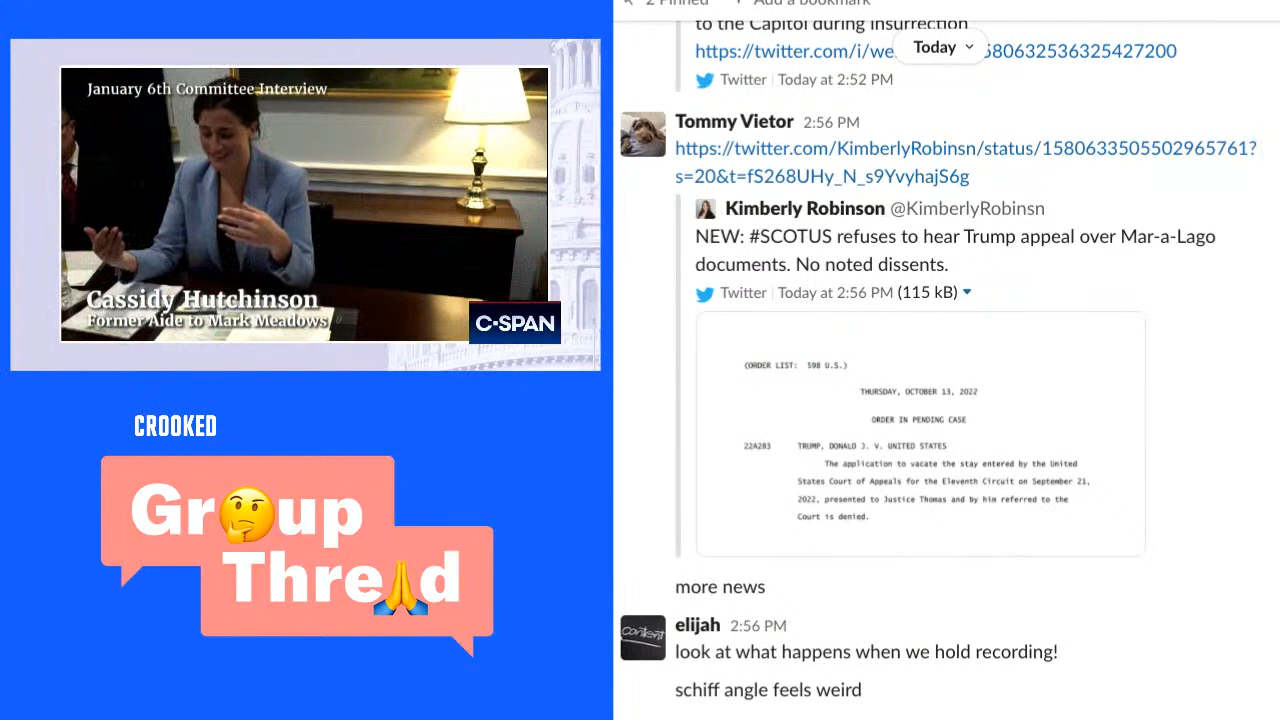 January 6th Committee Interview
Cassidy Hutchinson
Former Aide to Mark Meadows
C-SPAN
CROOKED
Gr🤔up
Thre🙏d
2 Pinned
Add a bookmark
to the Capitol during insurrection
Today
https://twitter.com/i/we 580632536325427200
Twitter | Today at 2:52 PM
Tommy Vietor 2:56 PM
https://twitter.com/KimberlyRobinsn/status/1580633505502965761?
s=20&t=fS268UHy_N_s9YvyhajS6g
Kimberly Robinson @KimberlyRobinsn
NEW: #SCOTUS refuses to hear Trump appeal over Mar-a-Lago
documents. No noted dissents.
Twitter | Today at 2:56 PM (115 kB)
(ORDER LIST: 598 U.S.)
THURSDAY, OCTOBER 13, 2022
ORDER IN PENDING CASE
22A283 TRUMP, DONALD J. V. UNITED STATES
The application to vacate the stay entered by the United
States Court of Appeals for the Eleventh Circuit on September 21,
2022, presented to Justice Thomas and by him referred to the
Court is denied.
more news
content
elijah 2:56 PM
look at what happens when we hold recording!
schiff angle feels weird